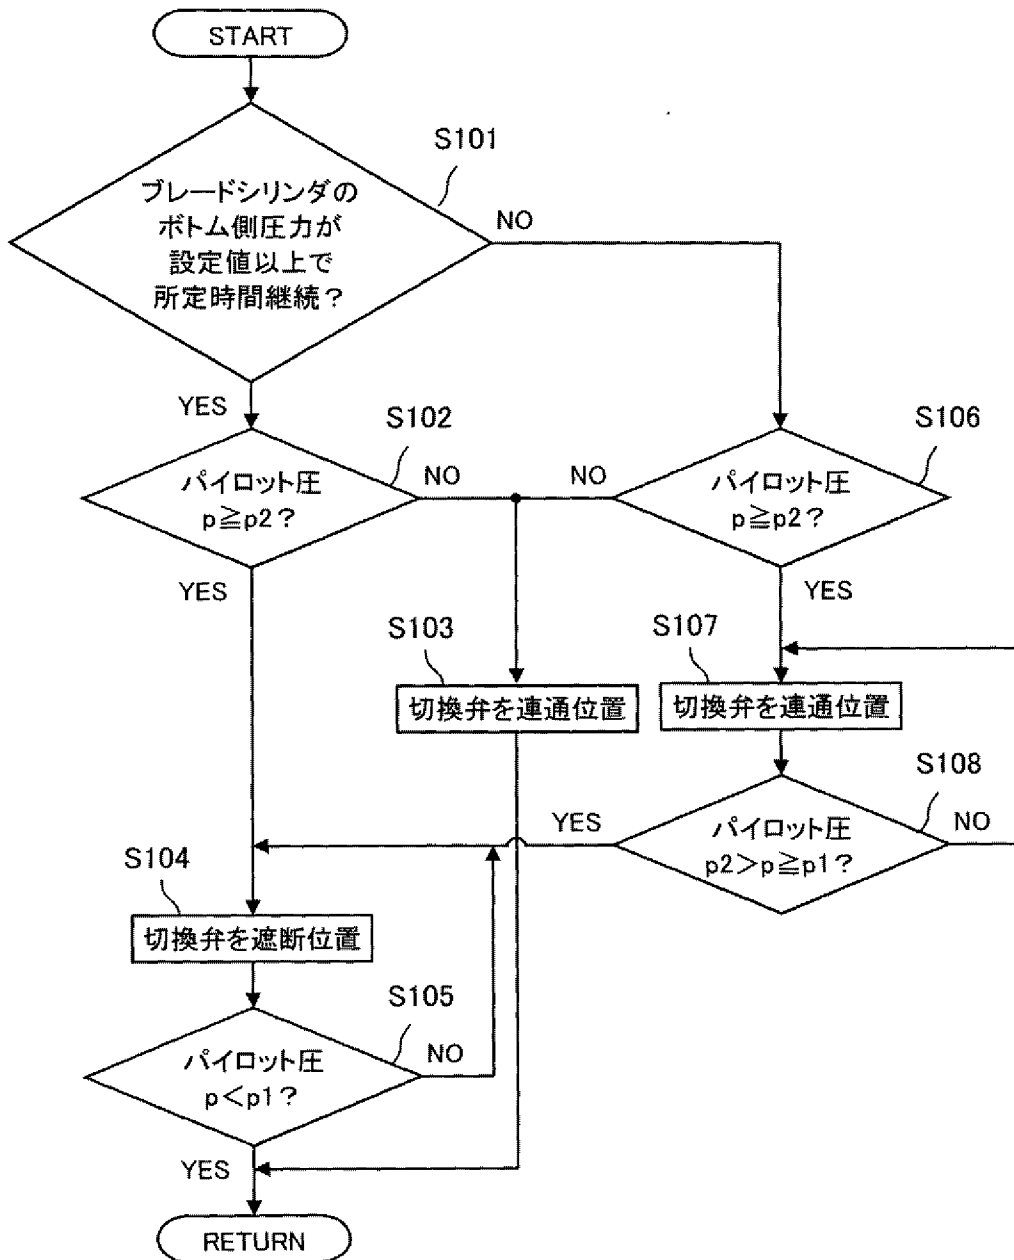 START
S101
ブレードシリンダの
ボトム側圧力が
設定値以上で
所定時間継続？
NO
YES
S102
パイロット圧
p≧p2？
NO
YES
S106
パイロット圧
p≧p2？
NO
YES
S103
切換弁を連通位置
S107
切換弁を連通位置
S108
パイロット圧
p2＞p≧p1？
YES
NO
S104
切換弁を遮断位置
S105
パイロット圧
p＜p1？
NO
YES
RETURN